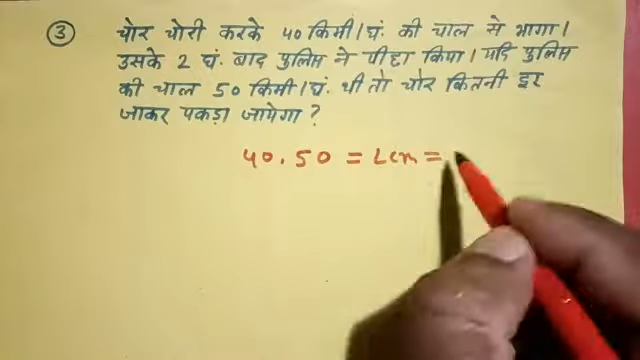 ③ चोर चोरी करके 40 किमी/घं. की चाल से भागा।
उसके 2 घं. बाद पुलिस ने पीछा किया। यदि पुलिस
की चाल 50 किमी/घं. थी तो चोर कितनी दूर
जाकर पकड़ा जायेगा?
40.50 = Lcm =